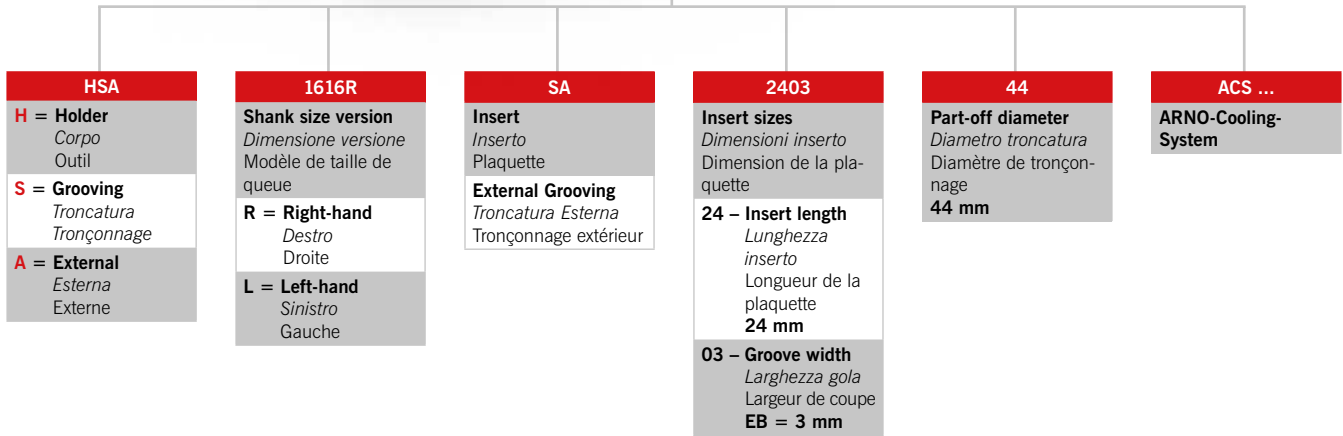 HSA
H = Holder
Corpo
Outil
S = Grooving
Troncatura
Tronçonnage
A = External
Esterna
Externe
1616R
Shank size version
Dimensione versione
Modèle de taille de
queue
R = Right-hand
Destro
Droite
L = Left-hand
Sinistro
Gauche
SA
Insert
Inserto
Plaquette
External Grooving
Troncatura Esterna
Tronçonnage extérieur
2403
Insert sizes
Dimensioni inserto
Dimension de la pla-
quette
24 – Insert length
Lunghezza
inserto
Longueur de la
plaquette
24 mm
03 – Groove width
Larghezza gola
Largeur de coupe
EB = 3 mm
44
Part-off diameter
Diametro troncatura
Diamètre de tronçon-
nage
44 mm
ACS ...
ARNO-Cooling-
System